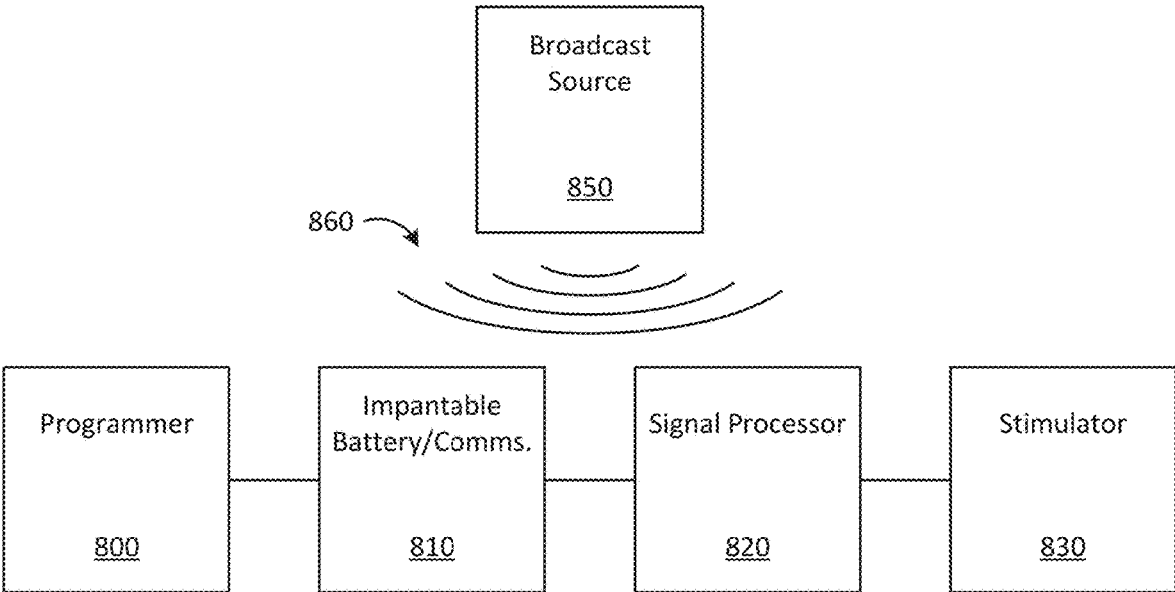 Broadcast
Source
850
860
Programmer
800
Impantable
Battery/Comms.
810
Signal Processor
820
Stimulator
830